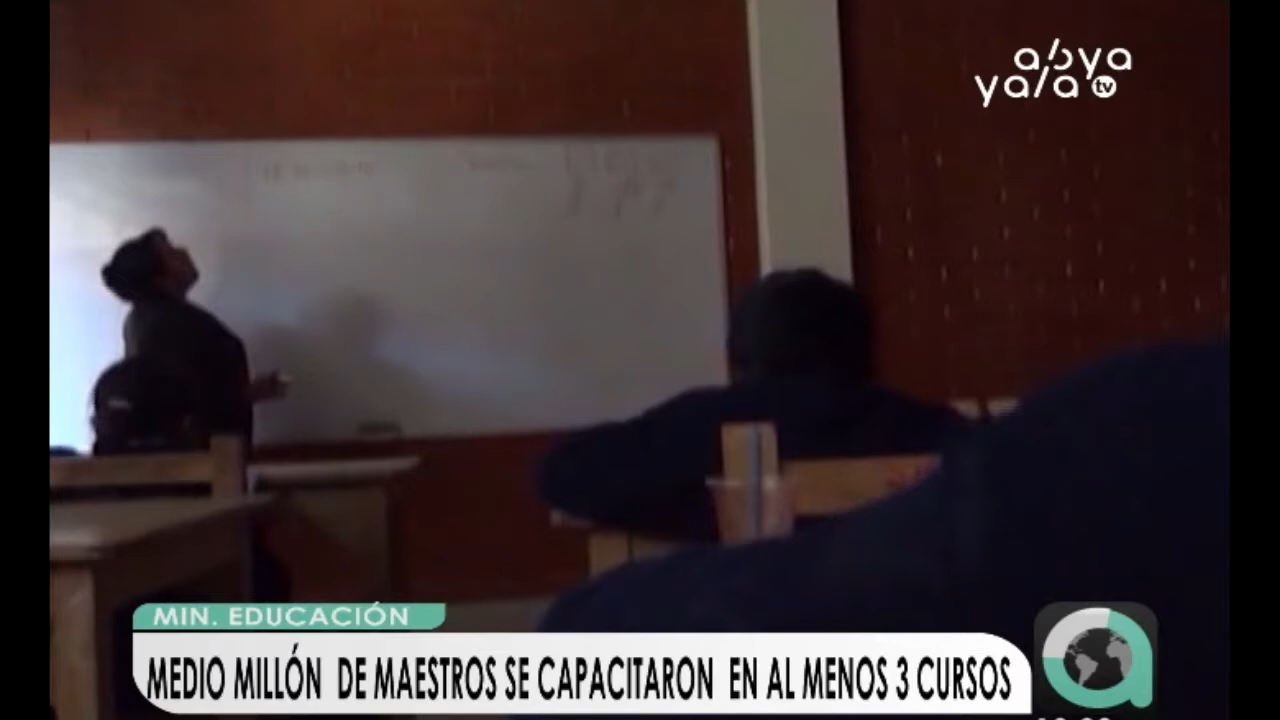 abya
yala tv
MIN. EDUCACIÓN
MEDIO MILLÓN DE MAESTROS SE CAPACITARON EN AL MENOS 3 CURSOS